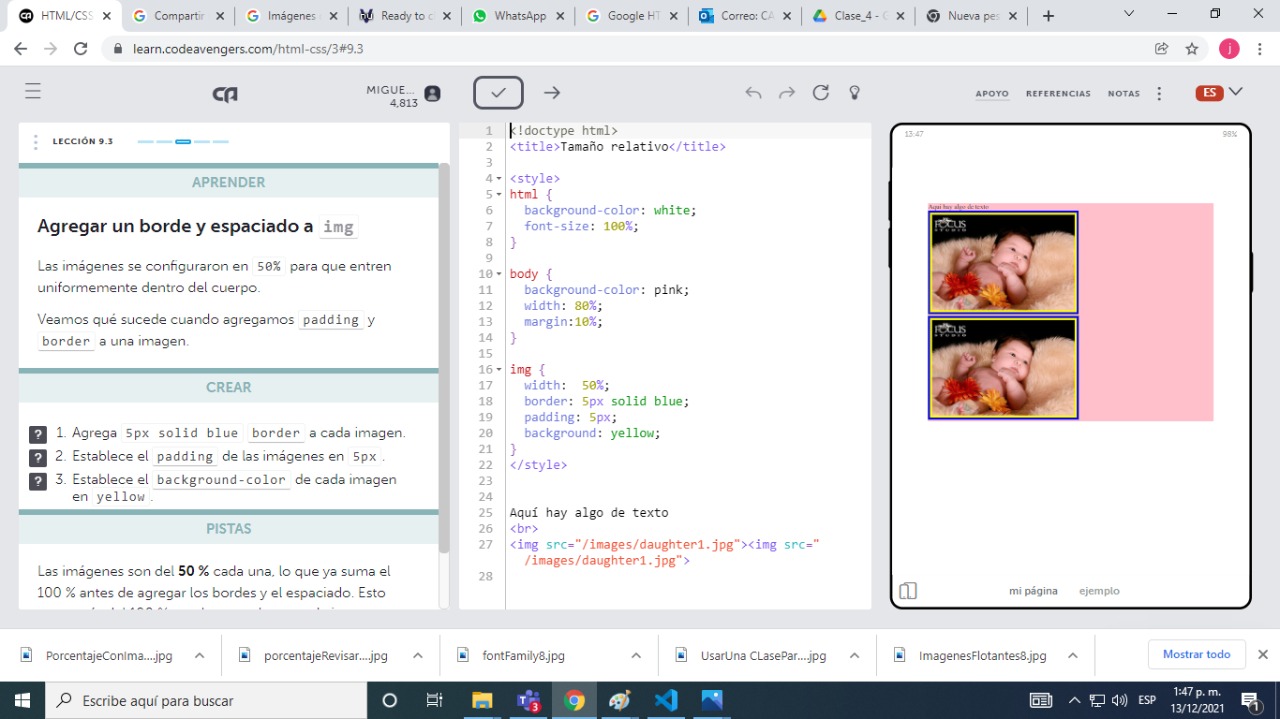 HTML/CSS
Compartir
Imágenes
Ready to c
WhatsApp
Google HT
Correo: CA
Clase_4 - G
Nueva pes
learn.codeavengers.com/html-css/3#9.3
j
MIGUE...
4,813
APOYO
REFERENCIAS
NOTAS
ES
LECCIÓN 9.3
APRENDER
Agregar un borde y espaciado a img
Las imágenes se configuraron en 50% para que entren
uniformemente dentro del cuerpo.
Veamos qué sucede cuando agregamos padding y
border a una imagen.
CREAR
? 1. Agrega 5px solid blue border a cada imagen.
? 2. Establece el padding de las imágenes en 5px .
? 3. Establece el background-color de cada imagen
en yellow .
PISTAS
Las imágenes son del 50 % cada una, lo que ya suma el
100 % antes de agregar los bordes y el espaciado. Esto
1 <!doctype html>
2 <title>Tamaño relativo</title>
3
4 <style>
5 html {
6 background-color: white;
7 font-size: 100%;
8 }
9
10 body {
11 background-color: pink;
12 width: 80%;
13 margin:10%;
14 }
15
16 img {
17 width:  50%;
18 border: 5px solid blue;
19 padding: 5px;
20 background: yellow;
21 }
22 </style>
23
24
25 Aquí hay algo de texto
26 <br>
27 <img src="/images/daughter1.jpg"><img src="
/images/daughter1.jpg">
28
13:47
98%
Aquí hay algo de texto
FOCUS
STUDIO
FOCUS
STUDIO
mi página
ejemplo
PorcentajeConIma....jpg
porcentajeRevisar....jpg
fontFamily8.jpg
UsarUna CLasePar....jpg
ImagenesFlotantes8.jpg
Mostrar todo
Escribe aquí para buscar
3
ESP
1:47 p. m.
13/12/2021
1